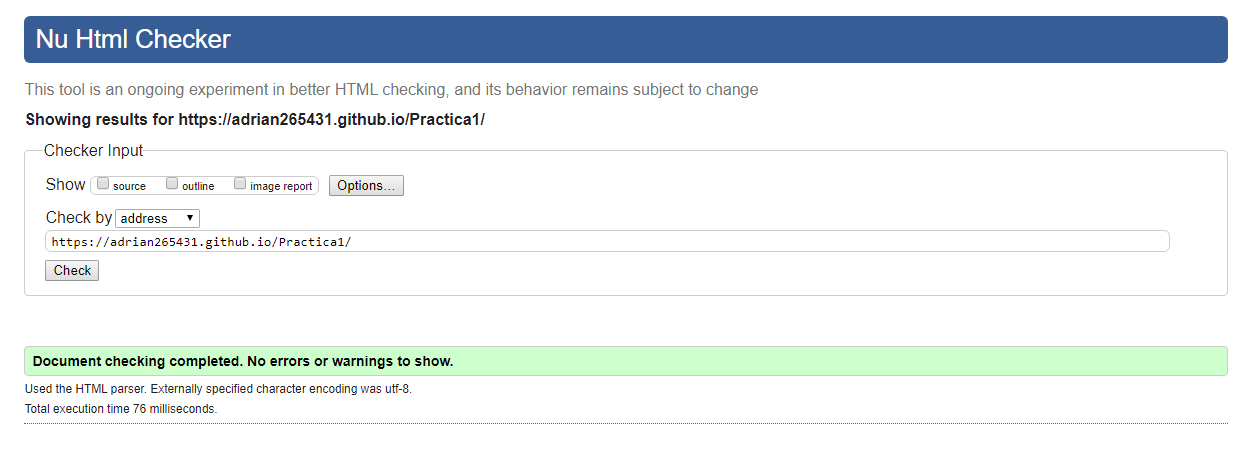 Nu Html Checker
This tool is an ongoing experiment in better HTML checking, and its behavior remains subject to change
Showing results for https://adrian265431.github.io/Practica1/
Checker Input
Show source outline image report Options...
Check by address
https://adrian265431.github.io/Practica1/
Check
Document checking completed. No errors or warnings to show.
Used the HTML parser. Externally specified character encoding was utf-8.
Total execution time 76 milliseconds.